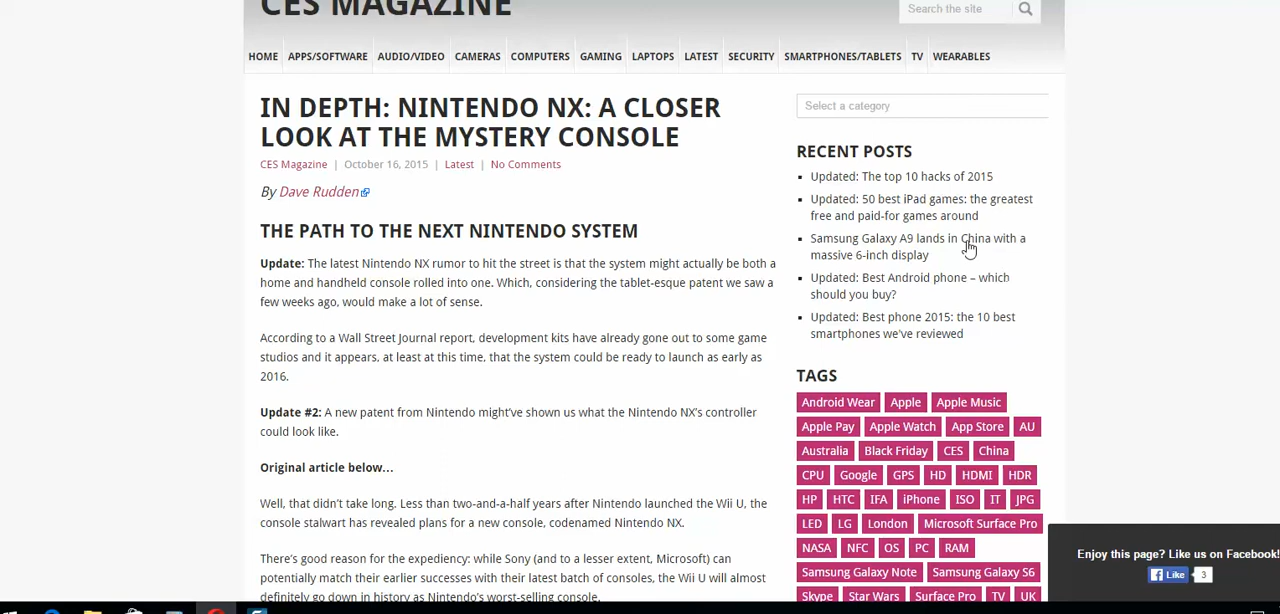 CES MAGAZINE
Search the site
HOME
APPS/SOFTWARE
AUDIO/VIDEO
CAMERAS
COMPUTERS
GAMING
LAPTOPS
LATEST
SECURITY
SMARTPHONES/TABLETS
TV
WEARABLES
IN DEPTH: NINTENDO NX: A CLOSER
LOOK AT THE MYSTERY CONSOLE
CES Magazine | October 16, 2015 | Latest | No Comments
By Dave Rudden
THE PATH TO THE NEXT NINTENDO SYSTEM
Update: The latest Nintendo NX rumor to hit the street is that the system might actually be both a
home and handheld console rolled into one. Which, considering the tablet-esque patent we saw a
few weeks ago, would make a lot of sense.
According to a Wall Street Journal report, development kits have already gone out to some game
studios and it appears, at least at this time, that the system could be ready to launch as early as
2016.
Update #2: A new patent from Nintendo might've shown us what the Nintendo NX's controller
could look like.
Original article below...
Well, that didn't take long. Less than two-and-a-half years after Nintendo launched the Wii U, the
console stalwart has revealed plans for a new console, codenamed Nintendo NX.
There's good reason for the expediency: while Sony (and to a lesser extent, Microsoft) can
potentially match their earlier success with their latest batch of consoles, the Wii U will almost
definitely go down in history as Nintendo's worst-selling console.
Select a category
RECENT POSTS
Updated: The top 10 hacks of 2015
Updated: 50 best iPad games: the greatest
free and paid-for games around
Samsung Galaxy A9 lands in China with a
massive 6-inch display
Updated: Best Android phone – which
should you buy?
Updated: Best phone 2015: the 10 best
smartphones we've reviewed
TAGS
Android Wear Apple Apple Music
Apple Pay Apple Watch App Store AU
Australia Black Friday CES China
CPU Google GPS HD HDMI HDR
HP HTC IFA iPhone ISO IT JPG
LED LG London Microsoft Surface Pro
NASA NFC OS PC RAM
Samsung Galaxy Note Samsung Galaxy S6
Skype Star Wars Surface Pro TV UK
Enjoy this page? Like us on Facebook!
Like 3